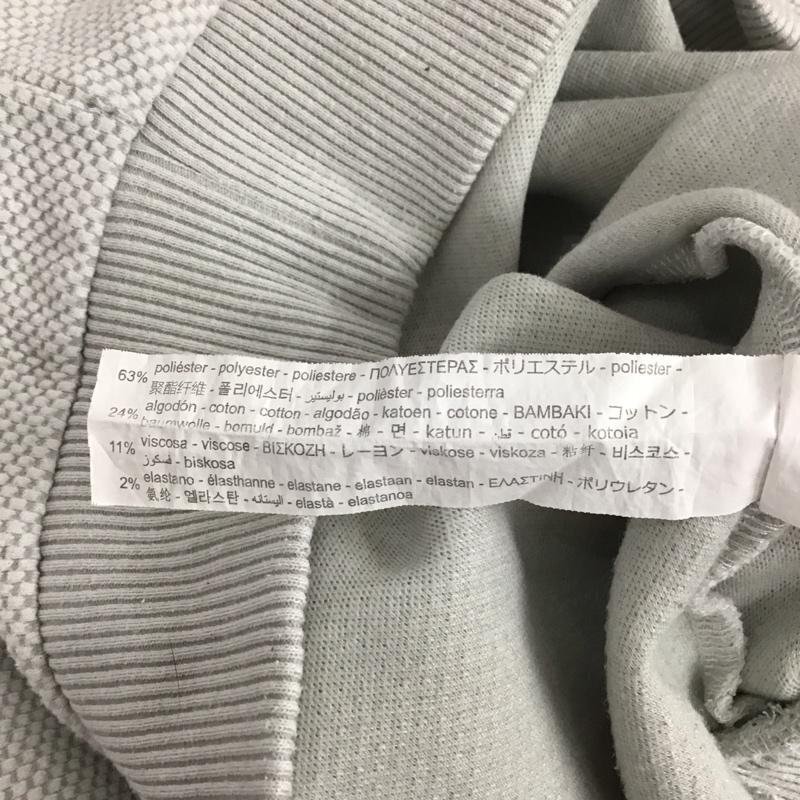 63% poliéster - polyester - poliestere - ΠΟΛΥΕΣΤΕΡΑΣ - ポリエステル - poliester -
聚酯纤维 - 폴리에스터 - بوليستير - polièster - poliesterra
24% algodón - coton - cotton - algodão - katoen - cotone - BAMBAKI - コットン -
baumwolle - bomuld - bombaž - 棉 - 면 - katun - قطن - cotó - kotoia
11% viscosa - viscose - ΒΙΣΚΟΖΗ - レーヨン - viskose - viskoza - 粘纤 - 비스코스 -
فسكوز - biskosa
2% elastano - élasthanne - elastane - elastaan - elastan - ΕΛΑΣΤΙΝΗ - ポリウレタン -
氨纶 - 엘라스탄 - اليستانه - elastà - elastanoa